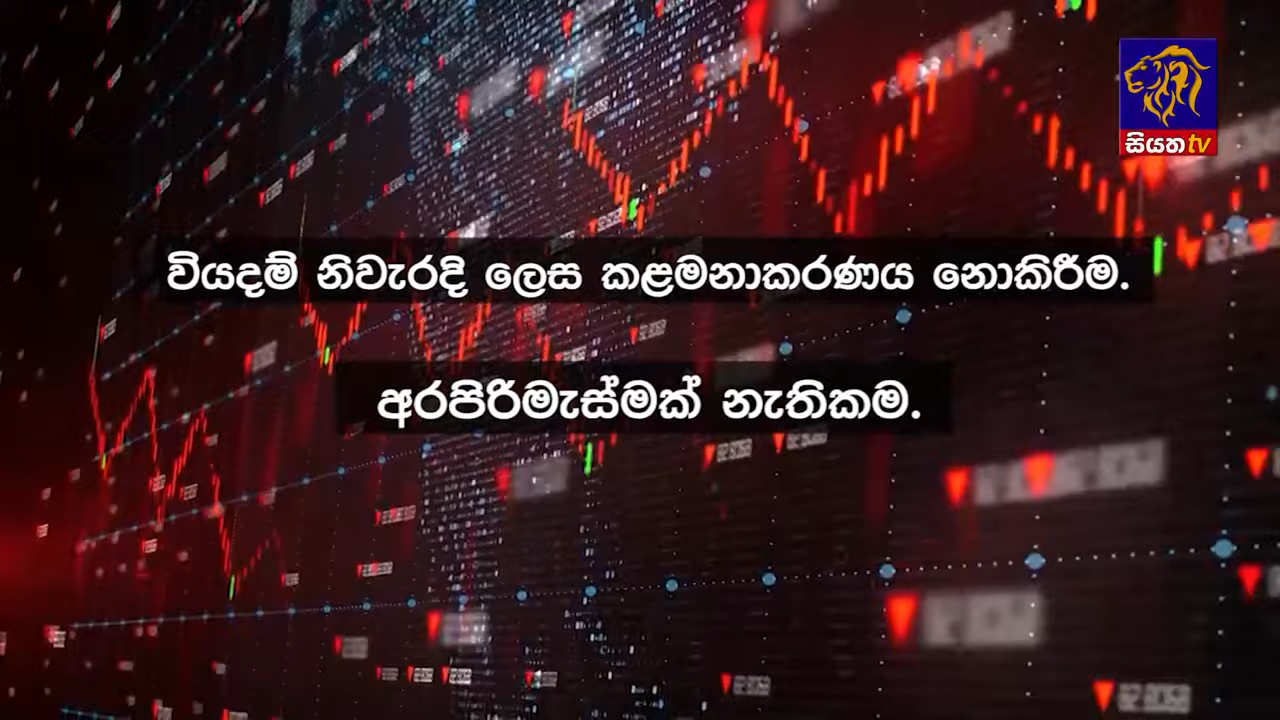 සියත tv
වියදම් නිවැරදි ලෙස කළමනාකරණය නොකිරීම.
අරපිරිමැස්මක් නැතිකම.